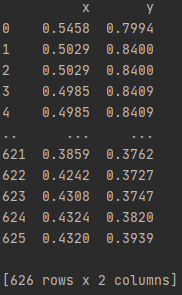 x y
0 0.5458 0.7994
1 0.5029 0.8400
2 0.5029 0.8400
3 0.4985 0.8409
4 0.4985 0.8409
.. ... ...
621 0.3859 0.3762
622 0.4242 0.3727
623 0.4308 0.3747
624 0.4324 0.3820
625 0.4320 0.3939
[626 rows x 2 columns]